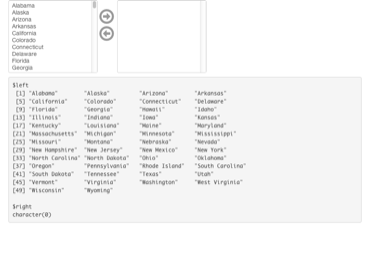 Alabama
Alaska
Arizona
Arkansas
California
Colorado
Connecticut
Delaware
Florida
Georgia
$left
[1] "Alabama" "Alaska" "Arizona" "Arkansas"
[5] "California" "Colorado" "Connecticut" "Delaware"
[9] "Florida" "Georgia" "Hawaii" "Idaho"
[13] "Illinois" "Indiana" "Iowa" "Kansas"
[17] "Kentucky" "Louisiana" "Maine" "Maryland"
[21] "Massachusetts" "Michigan" "Minnesota" "Mississippi"
[25] "Missouri" "Montana" "Nebraska" "Nevada"
[29] "New Hampshire" "New Jersey" "New Mexico" "New York"
[33] "North Carolina" "North Dakota" "Ohio" "Oklahoma"
[37] "Oregon" "Pennsylvania" "Rhode Island" "South Carolina"
[41] "South Dakota" "Tennessee" "Texas" "Utah"
[45] "Vermont" "Virginia" "Washington" "West Virginia"
[49] "Wisconsin" "Wyoming"
$right
character(0)